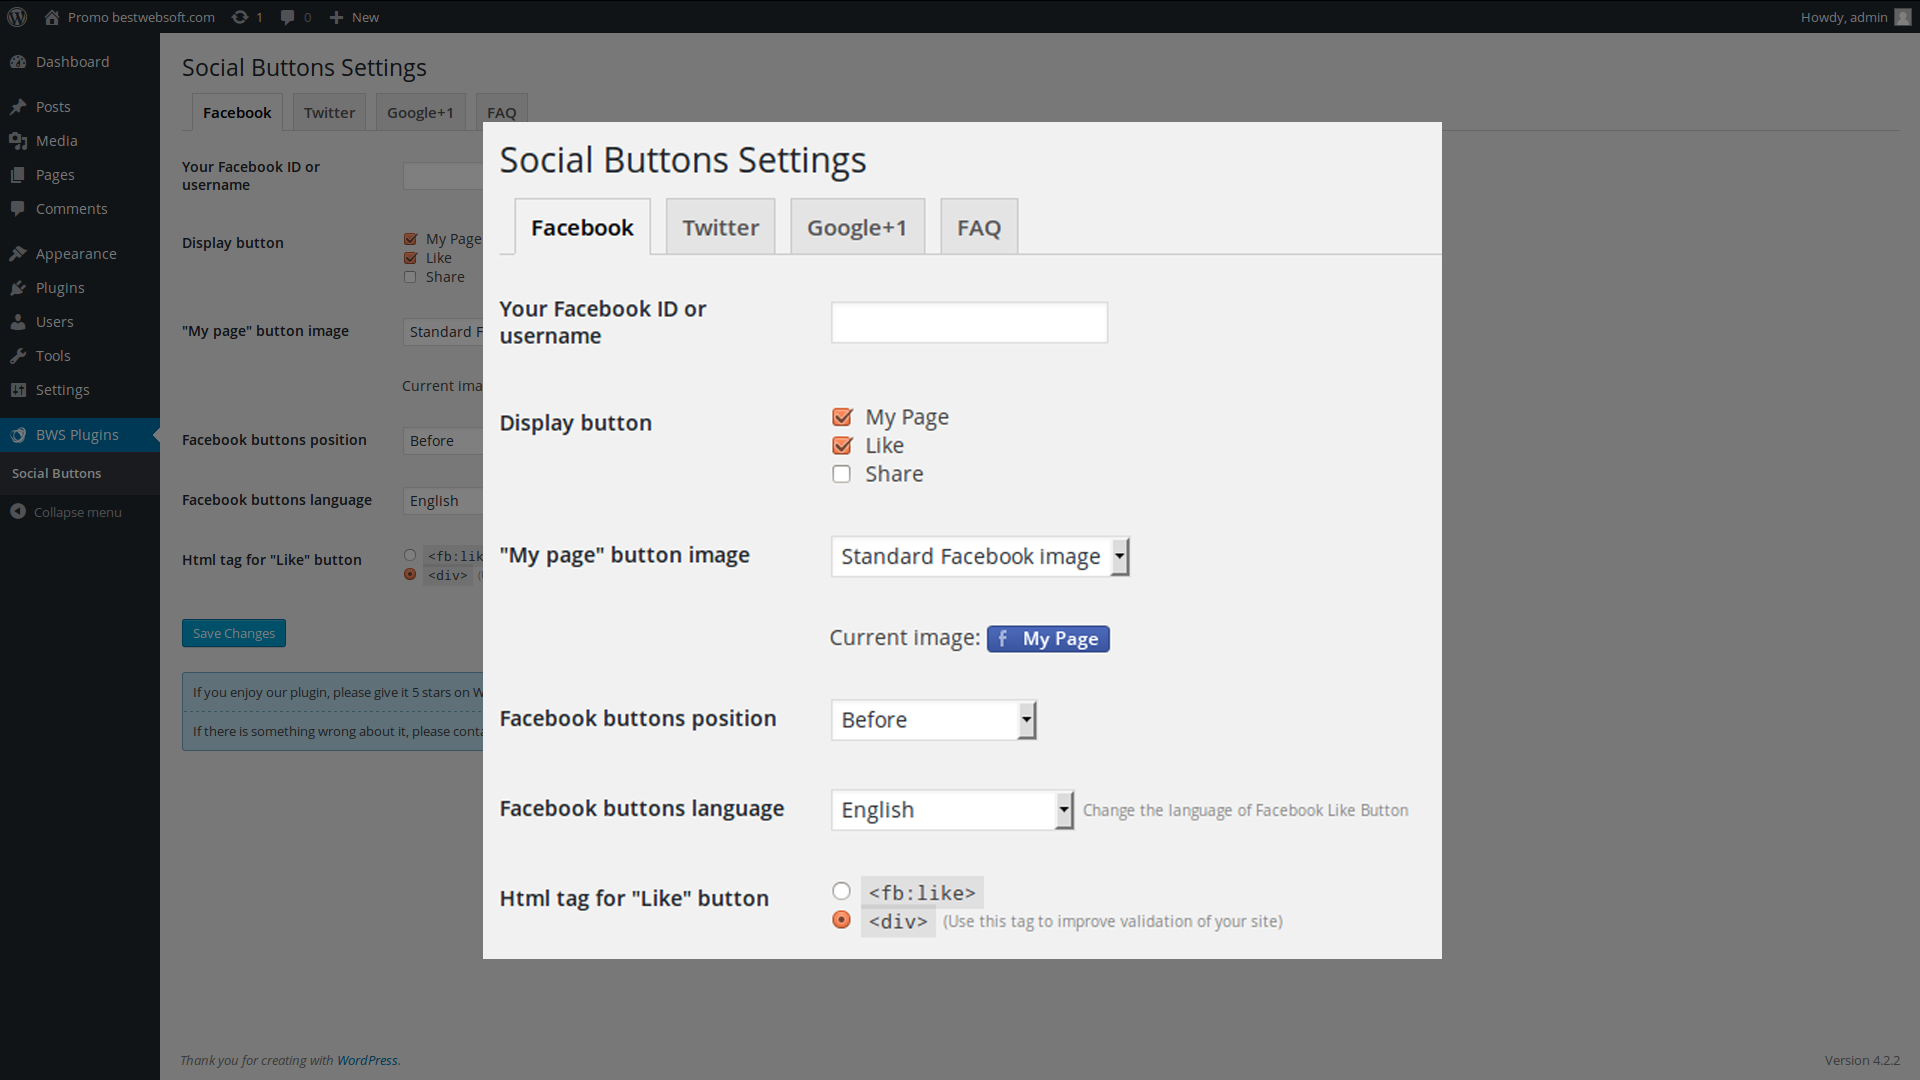 Promo bestwebsoft.com 1 0 New Howdy, admin
Dashboard
Posts
Media
Pages
Comments
Appearance
Plugins
Users
Tools
Settings
BWS Plugins
Social Buttons
Collapse menu
Social Buttons Settings
Facebook Twitter Google+1 FAQ
Your Facebook ID or
username
Display button
My Page
Like
Share
"My page" button image
Standard F
Current ima
Facebook buttons position
Before
Facebook buttons language
English
Html tag for "Like" button
<fb:lik
<div>
Save Changes
If you enjoy our plugin, please give it 5 stars on W
If there is something wrong about it, please conta
Social Buttons Settings
Facebook Twitter Google+1 FAQ
Your Facebook ID or
username
Display button
My Page
Like
Share
"My page" button image
Standard Facebook image
Current image: f My Page
Facebook buttons position
Before
Facebook buttons language
English Change the language of Facebook Like Button
Html tag for "Like" button
<fb:like>
<div> (Use this tag to improve validation of your site)
Thank you for creating with WordPress.
Version 4.2.2